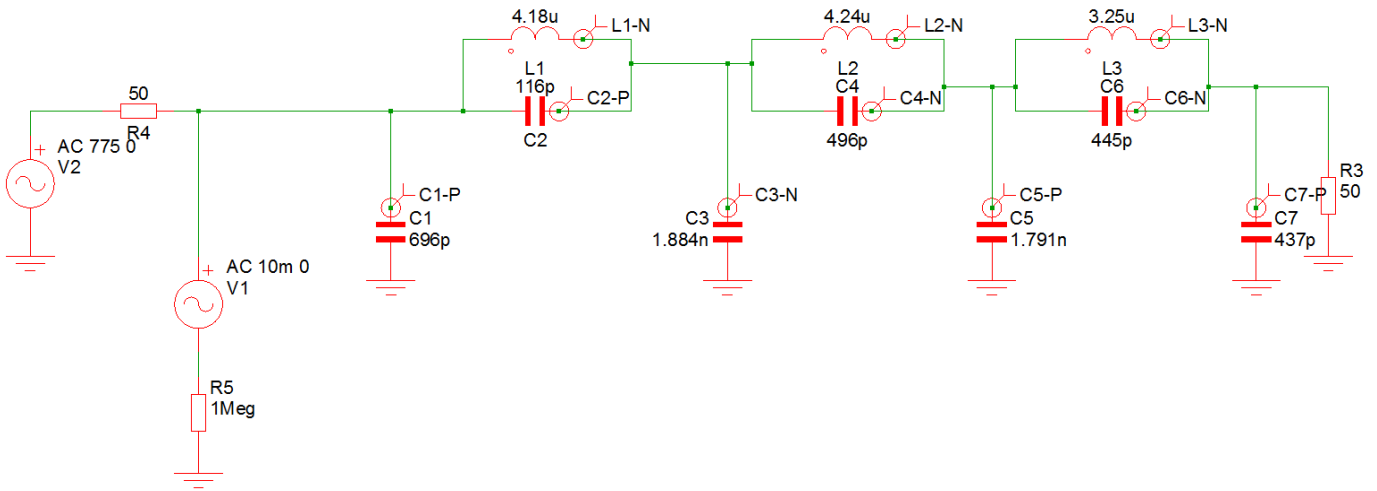 4.18u
L1-N
4.24u
L2-N
3.25u
L3-N
L1
L2
L3
50
116p
C2-P
C4
C4-N
C6
C6-N
R4
C2
496p
445p
AC 775 0
V2
R3
50
C1-P
C3-N
C5-P
C7-P
C1
C3
C5
C7
696p
1.884n
1.791n
437p
AC 10m 0
V1
R5
1Meg